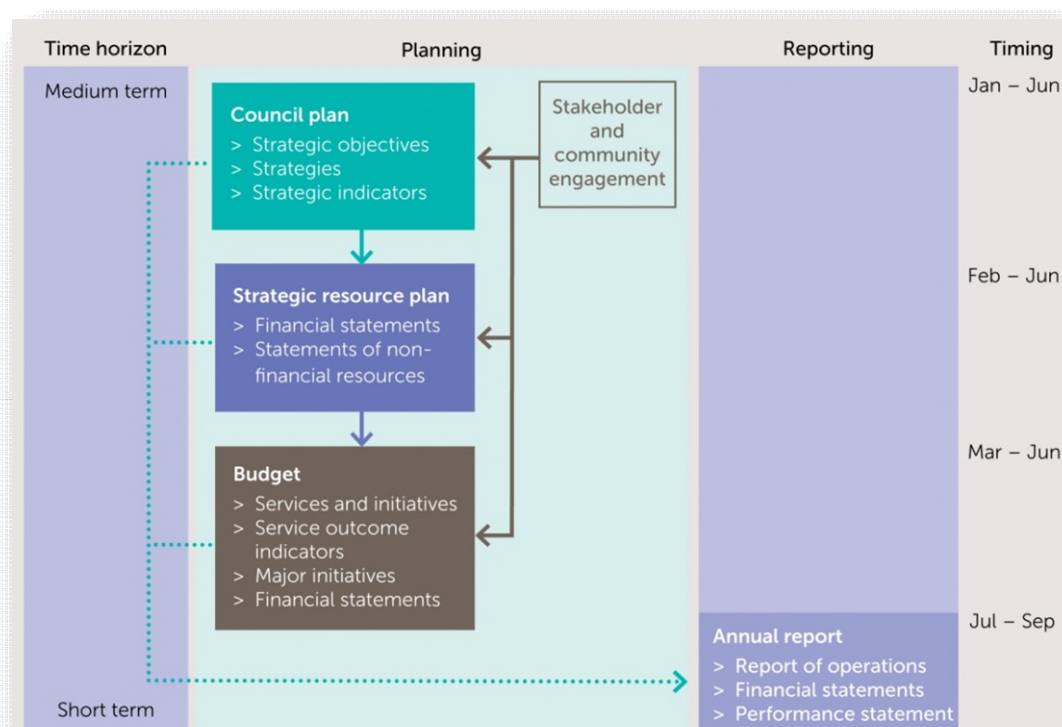 Time horizon
Planning
Reporting
Timing
Medium term
Council plan
> Strategic objectives
> Strategies
> Strategic indicators
Stakeholder
and
community
engagement
Jan – Jun
Strategic resource plan
> Financial statements
> Statements of non-
financial resources
Feb – Jun
Budget
> Services and initiatives
> Service outcome
indicators
> Major initiatives
> Financial statements
Mar – Jun
Annual report
> Report of operations
> Financial statements
> Performance statement
Jul – Sep
Short term